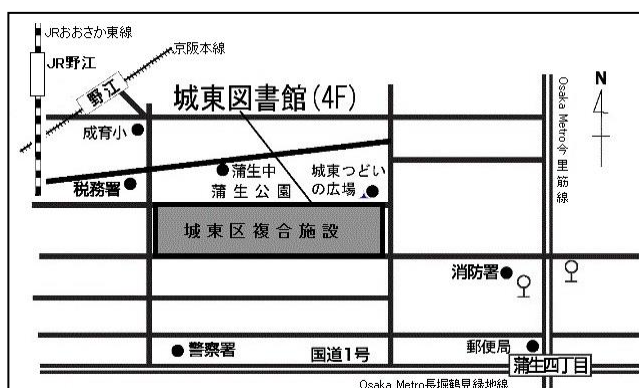 JRおおさか東線
京阪本線
JR野江
野江
城東図書館(4F)
成育小
Osaka Metro今里筋線
N
蒲生中
蒲生公園
城東つどい
の広場
税務署
城東区複合施設
消防署
警察署
国道1号
郵便局
蒲生四丁目
Osaka Metro長堀鶴見緑地線